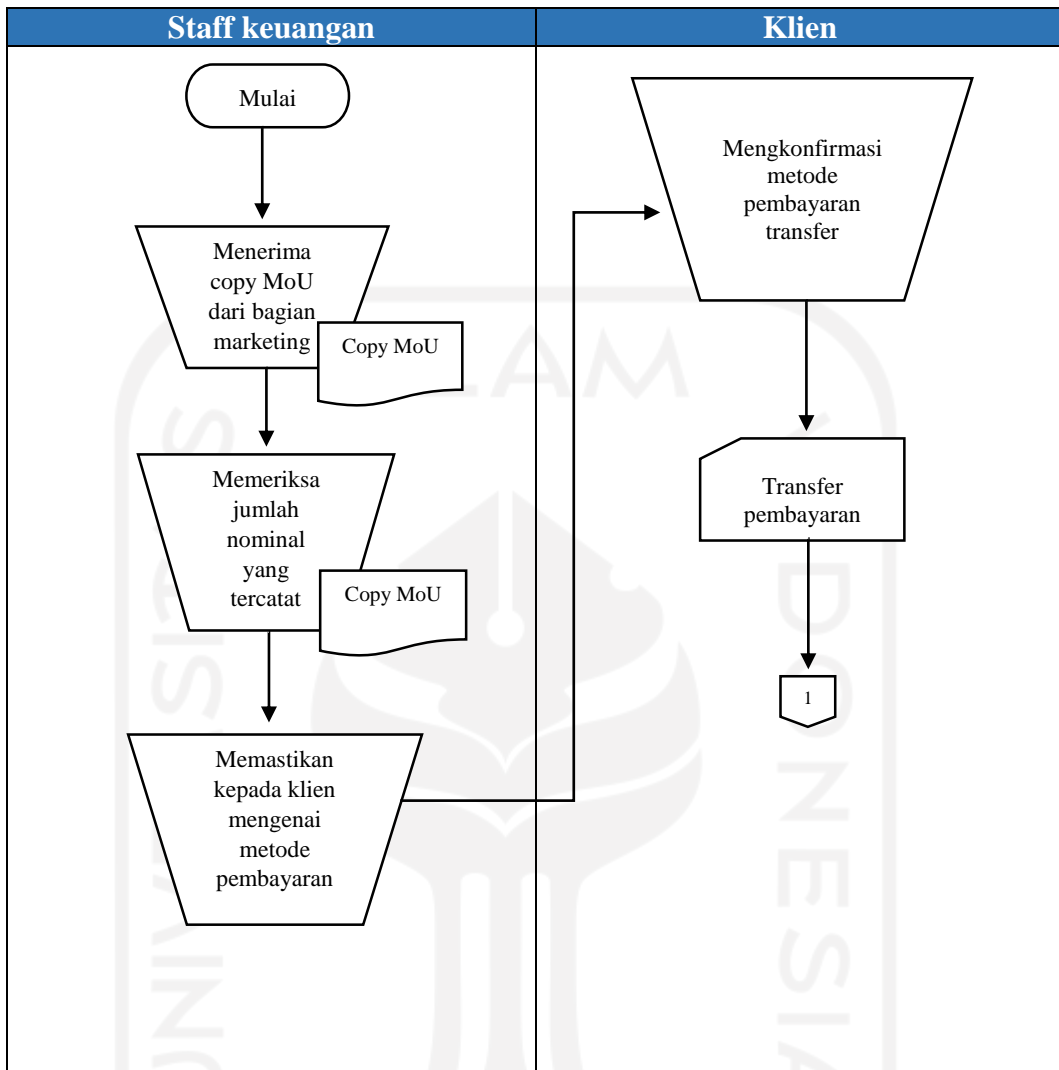 Staff keuangan
Klien
Mulai
Menerima
copy MoU
dari bagian
marketing
Copy MoU
Memeriksa
jumlah
nominal
yang
tercatat
Copy MoU
Memastikan
kepada klien
mengenai
metode
pembayaran
Mengkonfirmasi
metode
pembayaran
transfer
Transfer
pembayaran
1